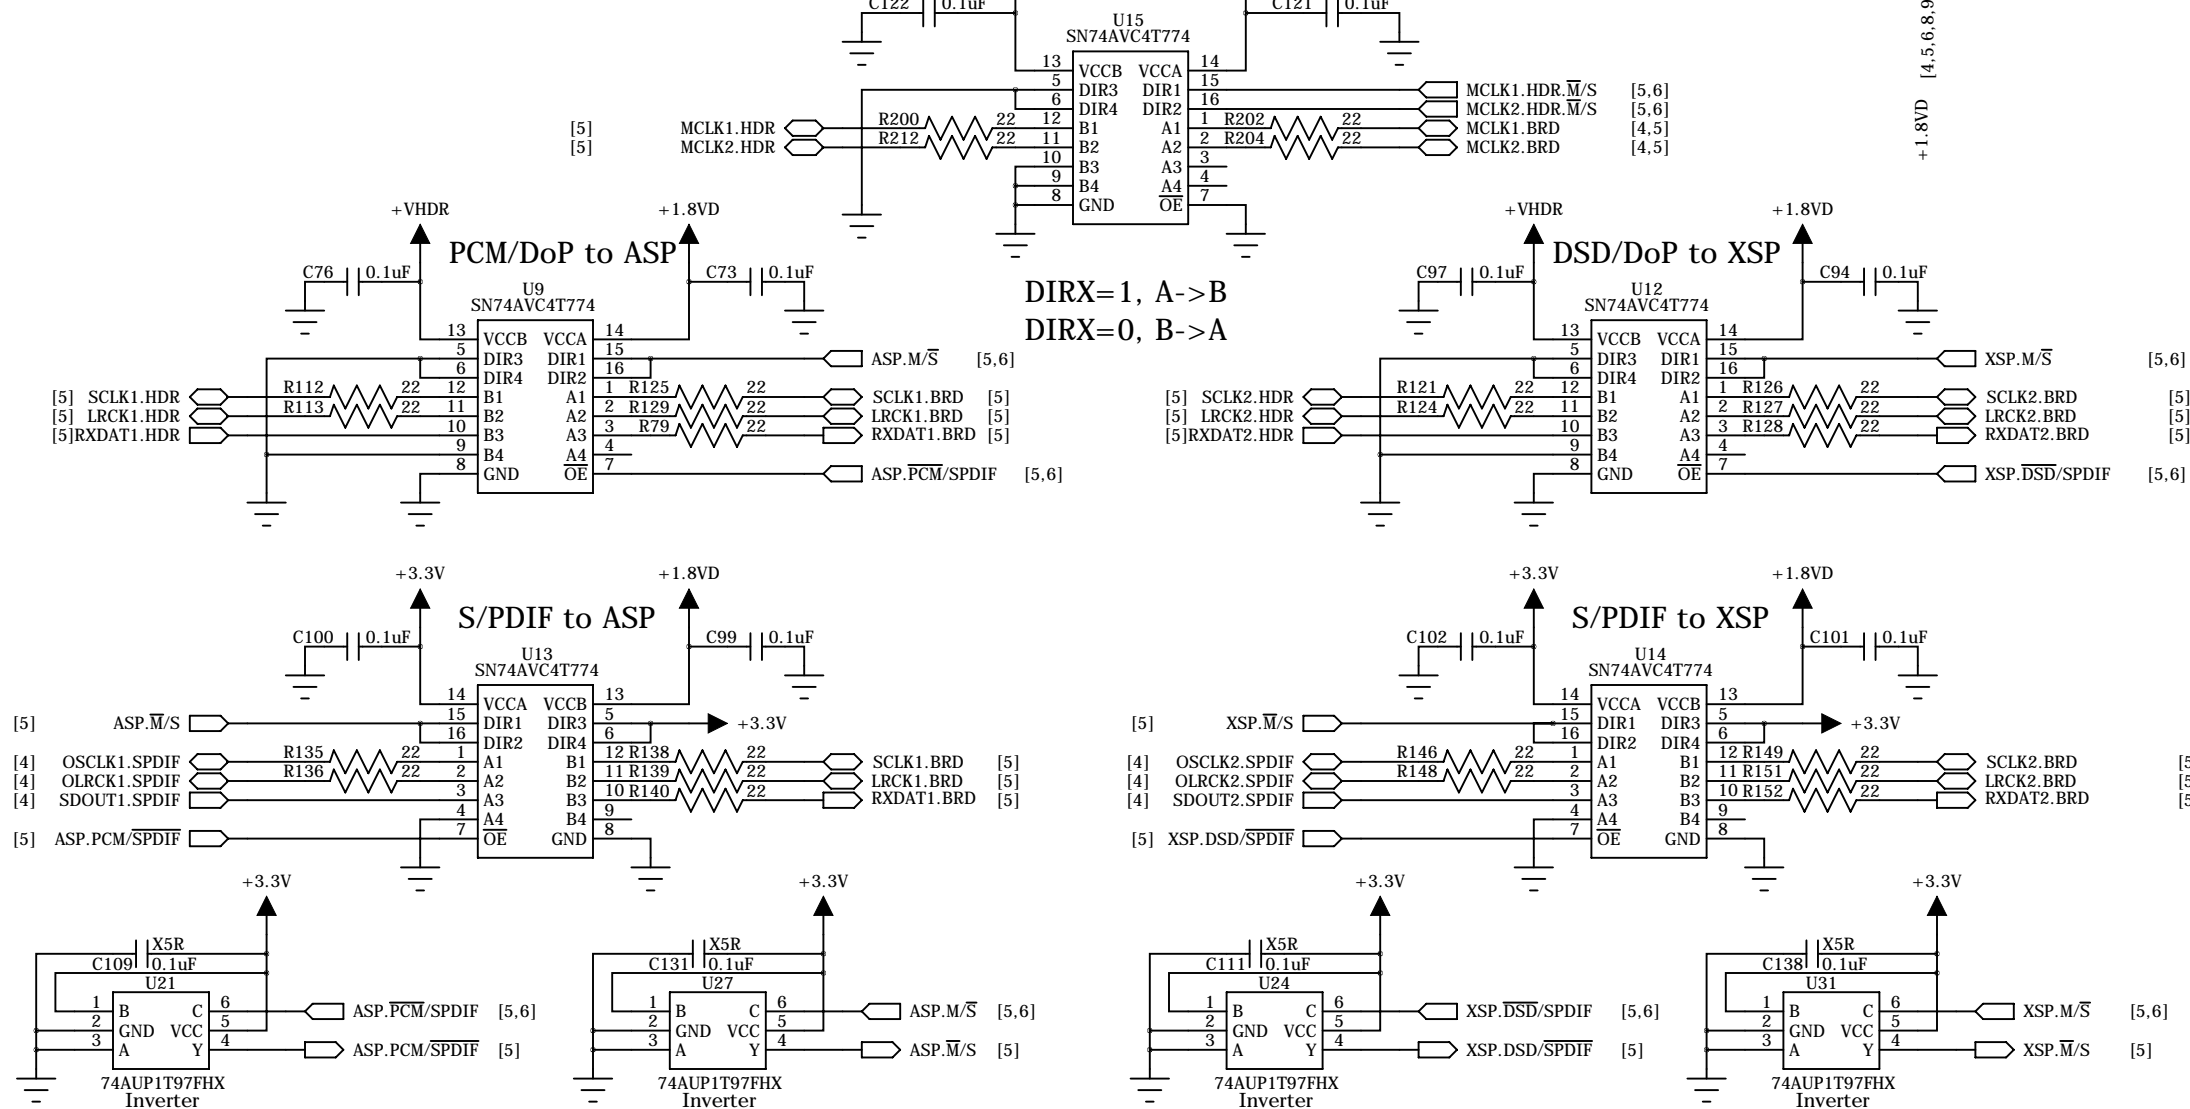 C122 0.1uF
C121 0.1uF
U15
SN74AVC4T774
13 VCCB VCCA 14
5 DIR3 DIR1 15 MCLK1.HDR.M̅/S [5,6]
6 DIR4 DIR2 16 MCLK2.HDR.M̅/S [5,6]
[5] MCLK1.HDR R200 22 12 B1 A1 1 R202 22 MCLK1.BRD [4,5]
[5] MCLK2.HDR R212 22 11 B2 A2 2 R204 22 MCLK2.BRD [4,5]
10 B3 A3 3
9 B4 A4 4
8 GND O̅E̅ 7
+1.8VD [4,5,6,8,9
+VHDR +1.8VD
PCM/DoP to ASP
C76 0.1uF C73 0.1uF
U9
SN74AVC4T774
13 VCCB VCCA 14
5 DIR3 DIR1 15 ASP.M/S̅ [5,6]
6 DIR4 DIR2 16
[5] SCLK1.HDR R112 22 12 B1 A1 1 R125 22 SCLK1.BRD [5]
[5] LRCK1.HDR R113 22 11 B2 A2 2 R129 22 LRCK1.BRD [5]
[5]RXDAT1.HDR 10 B3 A3 3 R79 22 RXDAT1.BRD [5]
9 B4 A4 4
8 GND O̅E̅ 7 ASP.P̅C̅M̅/SPDIF [5,6]
DIRX=1, A->B
DIRX=0, B->A
+VHDR +1.8VD
DSD/DoP to XSP
C97 0.1uF C94 0.1uF
U12
SN74AVC4T774
13 VCCB VCCA 14
5 DIR3 DIR1 15 XSP.M/S̅ [5,6]
6 DIR4 DIR2 16
[5] SCLK2.HDR R121 22 12 B1 A1 1 R126 22 SCLK2.BRD [5]
[5] LRCK2.HDR R124 22 11 B2 A2 2 R127 22 LRCK2.BRD [5]
[5]RXDAT2.HDR 10 B3 A3 3 R128 22 RXDAT2.BRD [5]
9 B4 A4 4
8 GND O̅E̅ 7 XSP.D̅S̅D̅/SPDIF [5,6]
+3.3V +1.8VD
S/PDIF to ASP
C100 0.1uF C99 0.1uF
U13
SN74AVC4T774
14 VCCA VCCB 13
[5] ASP.M̅/S 15 DIR1 DIR3 5 +3.3V
16 DIR2 DIR4 6
[4] OSCLK1.SPDIF R135 22 1 A1 B1 12 R138 22 SCLK1.BRD [5]
[4] OLRCK1.SPDIF R136 22 2 A2 B2 11 R139 22 LRCK1.BRD [5]
[4] SDOUT1.SPDIF 3 A3 B3 10 R140 22 RXDAT1.BRD [5]
4 A4 B4 9
[5] ASP.PCM/S̅P̅D̅I̅F̅ 7 O̅E̅ GND 8
+3.3V +1.8VD
S/PDIF to XSP
C102 0.1uF C101 0.1uF
U14
SN74AVC4T774
14 VCCA VCCB 13
[5] XSP.M̅/S 15 DIR1 DIR3 5 +3.3V
16 DIR2 DIR4 6
[4] OSCLK2.SPDIF R146 22 1 A1 B1 12 R149 22 SCLK2.BRD [5
[4] OLRCK2.SPDIF R148 22 2 A2 B2 11 R151 22 LRCK2.BRD [5
[4] SDOUT2.SPDIF 3 A3 B3 10 R152 22 RXDAT2.BRD [5
4 A4 B4 9
[5] XSP.DSD/S̅P̅D̅I̅F̅ 7 O̅E̅ GND 8
+3.3V
X5R
C109 0.1uF
U21
1 B C 6 ASP.P̅C̅M̅/SPDIF [5,6]
2 GND VCC 5
3 A Y 4 ASP.PCM/S̅P̅D̅I̅F̅ [5]
74AUP1T97FHX
Inverter
+3.3V
X5R
C131 0.1uF
U27
1 B C 6 ASP.M/S̅ [5,6]
2 GND VCC 5
3 A Y 4 ASP.M̅/S [5]
74AUP1T97FHX
Inverter
+3.3V
X5R
C111 0.1uF
U24
1 B C 6 XSP.D̅S̅D̅/SPDIF [5,6]
2 GND VCC 5
3 A Y 4 XSP.DSD/S̅P̅D̅I̅F̅ [5]
74AUP1T97FHX
Inverter
+3.3V
X5R
C138 0.1uF
U31
1 B C 6 XSP.M/S̅ [5,6]
2 GND VCC 5
3 A Y 4 XSP.M̅/S [5]
74AUP1T97FHX
Inverter